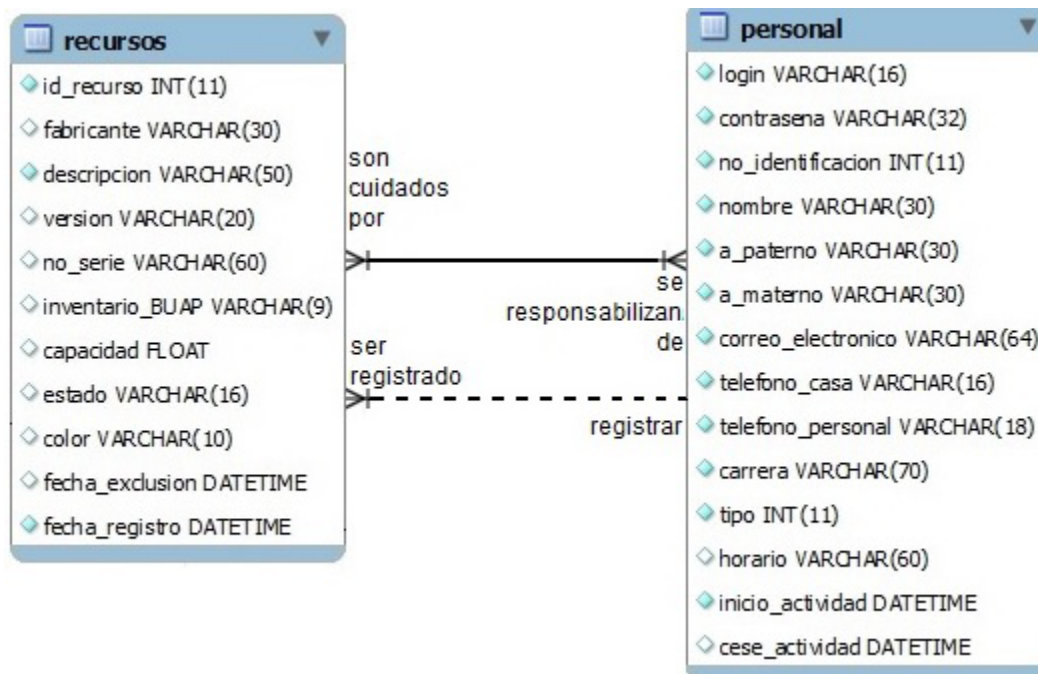 recursos
id_recurso INT(11)
fabricante VARCHAR(30)
descripcion VARCHAR(50)
version VARCHAR(20)
no_serie VARCHAR(60)
inventario_BUAP VARCHAR(9)
capacidad FLOAT
estado VARCHAR(16)
color VARCHAR(10)
fecha_exclusion DATETIME
fecha_registro DATETIME
son
cuidados
por
se
responsabilizan
de
ser
registrado
registrar
personal
login VARCHAR(16)
contrasena VARCHAR(32)
no_identificacion INT(11)
nombre VARCHAR(30)
a_paterno VARCHAR(30)
a_materno VARCHAR(30)
correo_electronico VARCHAR(64)
telefono_casa VARCHAR(16)
telefono_personal VARCHAR(18)
carrera VARCHAR(70)
tipo INT(11)
horario VARCHAR(60)
inicio_actividad DATETIME
cese_actividad DATETIME